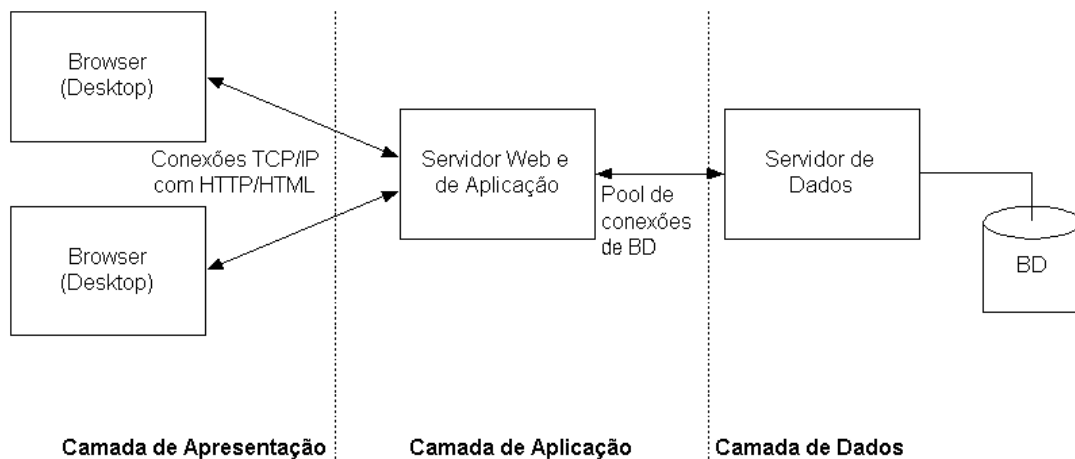 Browser
(Desktop)
Conexões TCP/IP
com HTTP/HTML
Browser
(Desktop)
Servidor Web e
de Aplicação
Pool de
conexões
de BD
Servidor de
Dados
BD
Camada de Apresentação
Camada de Aplicação
Camada de Dados